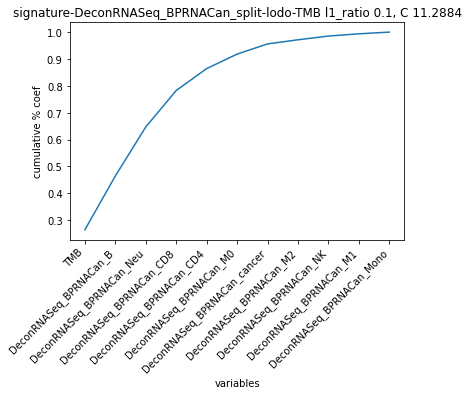 signature-DeconRNASeq_BPRNACan_split-lodo-TMB l1_ratio 0.1, C 11.2884
1.0
0.9
0.8
0.7
0.6
0.5
0.4
0.3
cumulative % coef
TMB
DeconRNASeq_BPRNACan_B
DeconRNASeq_BPRNACan_Neu
DeconRNASeq_BPRNACan_CD8
DeconRNASeq_BPRNACan_CD4
DeconRNASeq_BPRNACan_M0
DeconRNASeq_BPRNACan_cancer
DeconRNASeq_BPRNACan_M2
DeconRNASeq_BPRNACan_NK
DeconRNASeq_BPRNACan_M1
DeconRNASeq_BPRNACan_Mono
variables